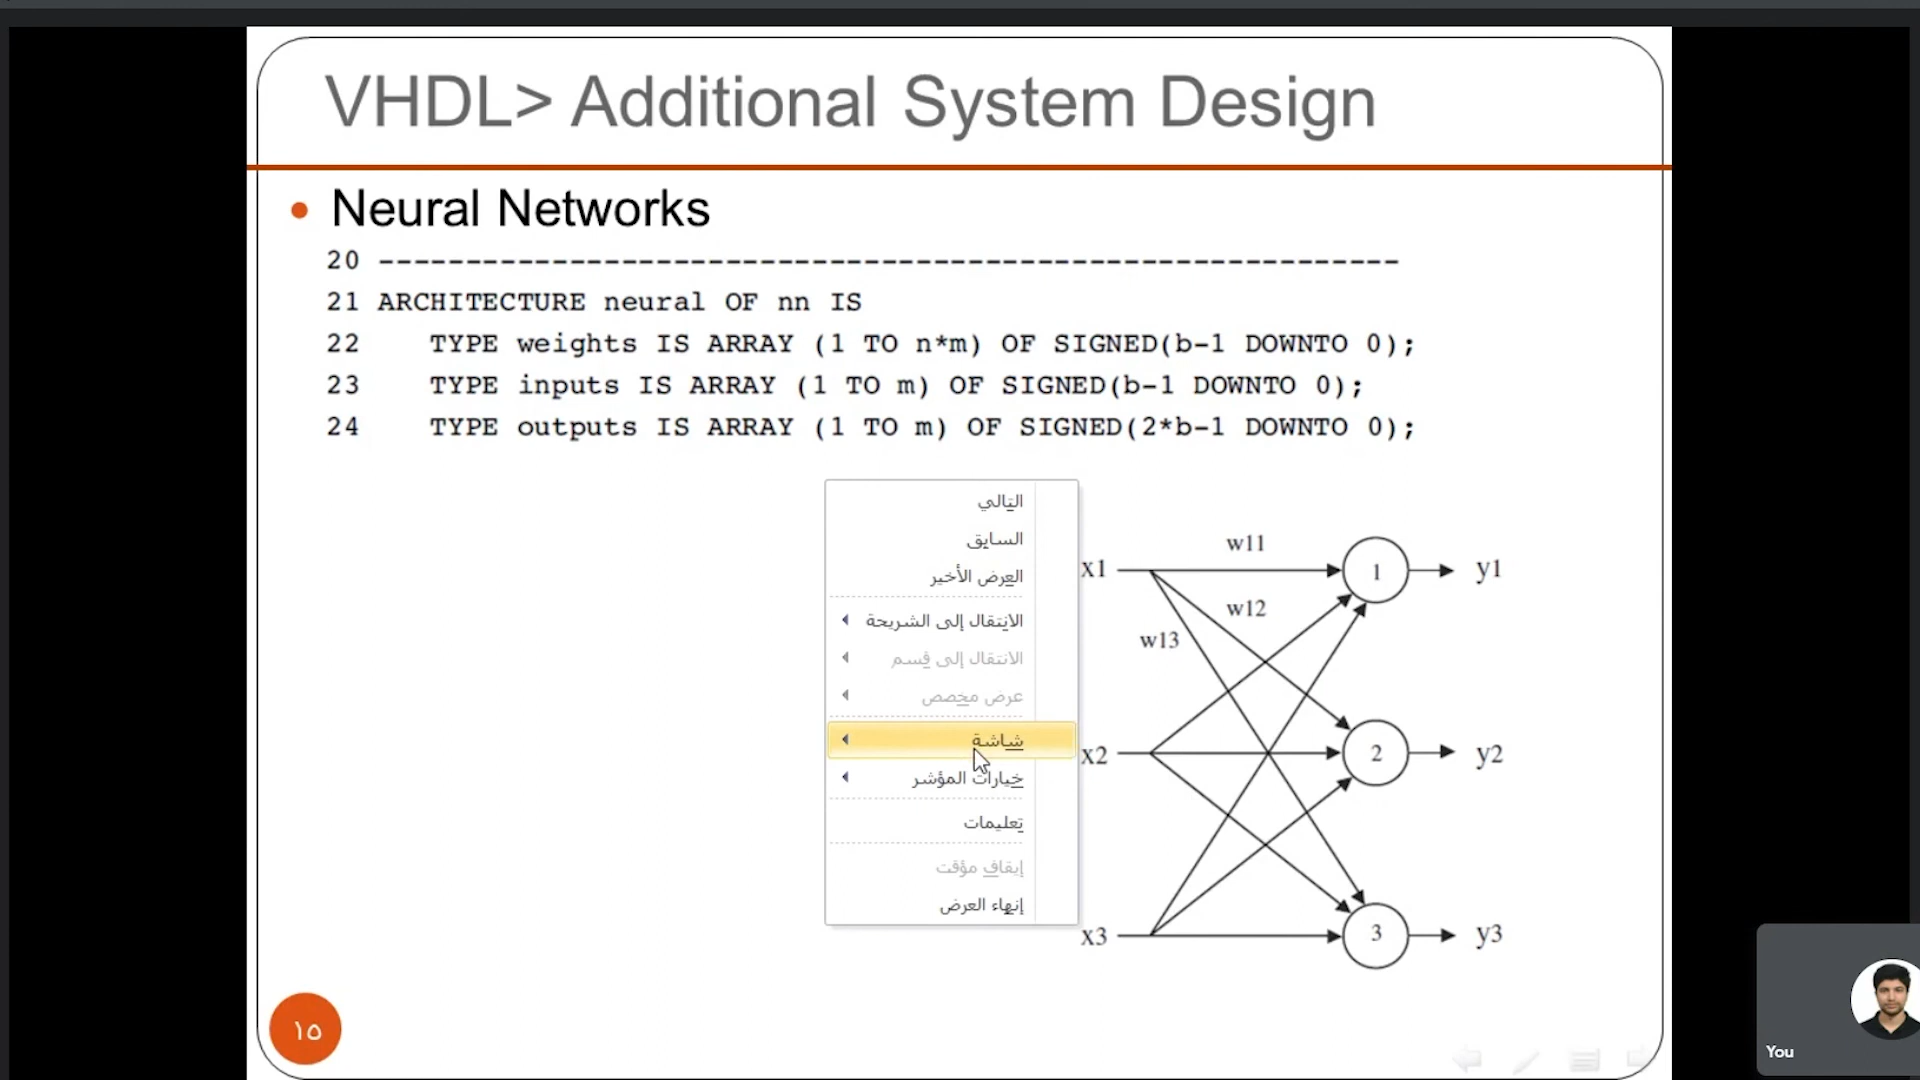 VHDL> Additional System Design
• Neural Networks
20 -----------------------------------------------------------
21 ARCHITECTURE neural OF nn IS
22 TYPE weights IS ARRAY (1 TO n*m) OF SIGNED(b-1 DOWNTO 0);
23 TYPE inputs IS ARRAY (1 TO m) OF SIGNED(b-1 DOWNTO 0);
24 TYPE outputs IS ARRAY (1 TO m) OF SIGNED(2*b-1 DOWNTO 0);
التالي
السابق
العرض الأخير
الانتقال إلى الشريحة
الانتقال إلى قسم
عرض مخصص
شاشة
خيارات المؤشر
تعليمات
إيقاف مؤقت
إنهاء العرض
w11
x1 1 y1
w12
w13
x2 2 y2
x3 3 y3
١٥
You